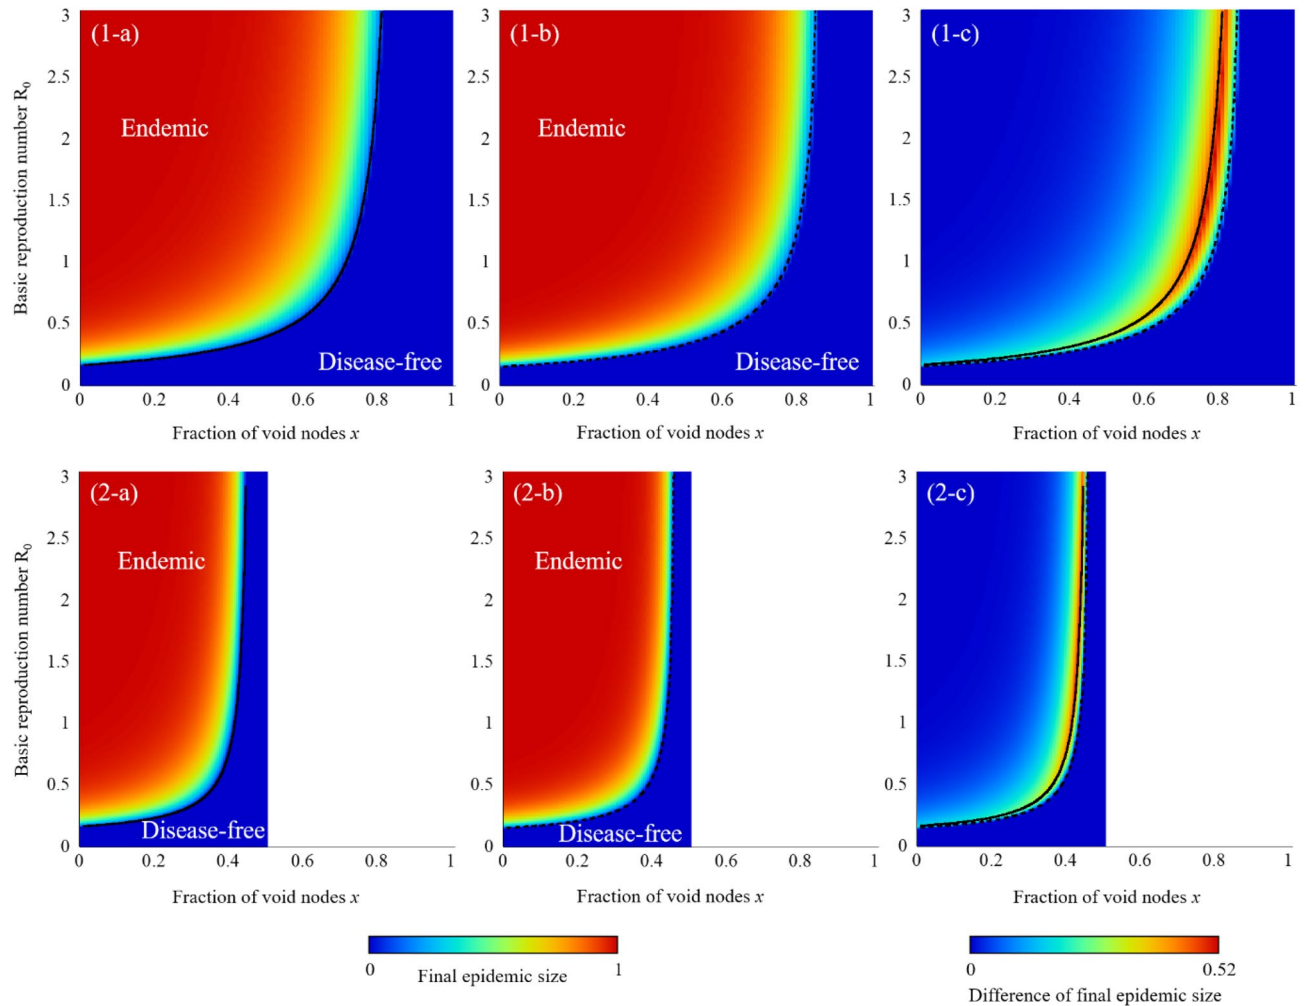 (1-a)
(1-b)
(1-c)
3
2.5
2
1.5
1
0.5
0
3
2.5
2
1.5
1
0.5
0
3
2.5
2
1.5
1
0.5
0
Basic reproduction number R0
Endemic
Endemic
Disease-free
Disease-free
0 0.2 0.4 0.6 0.8 1
0 0.2 0.4 0.6 0.8 1
0 0.2 0.4 0.6 0.8 1
Fraction of void nodes x
Fraction of void nodes x
Fraction of void nodes x
(2-a)
(2-b)
(2-c)
3
2.5
2
1.5
1
0.5
0
3
2.5
2
1.5
1
0.5
0
3
2.5
2
1.5
1
0.5
0
Basic reproduction number R0
Endemic
Endemic
Disease-free
Disease-free
0 0.2 0.4 0.6 0.8 1
0 0.2 0.4 0.6 0.8 1
0 0.2 0.4 0.6 0.8 1
Fraction of void nodes x
Fraction of void nodes x
Fraction of void nodes x
0 1
Final epidemic size
0 0.52
Difference of final epidemic size